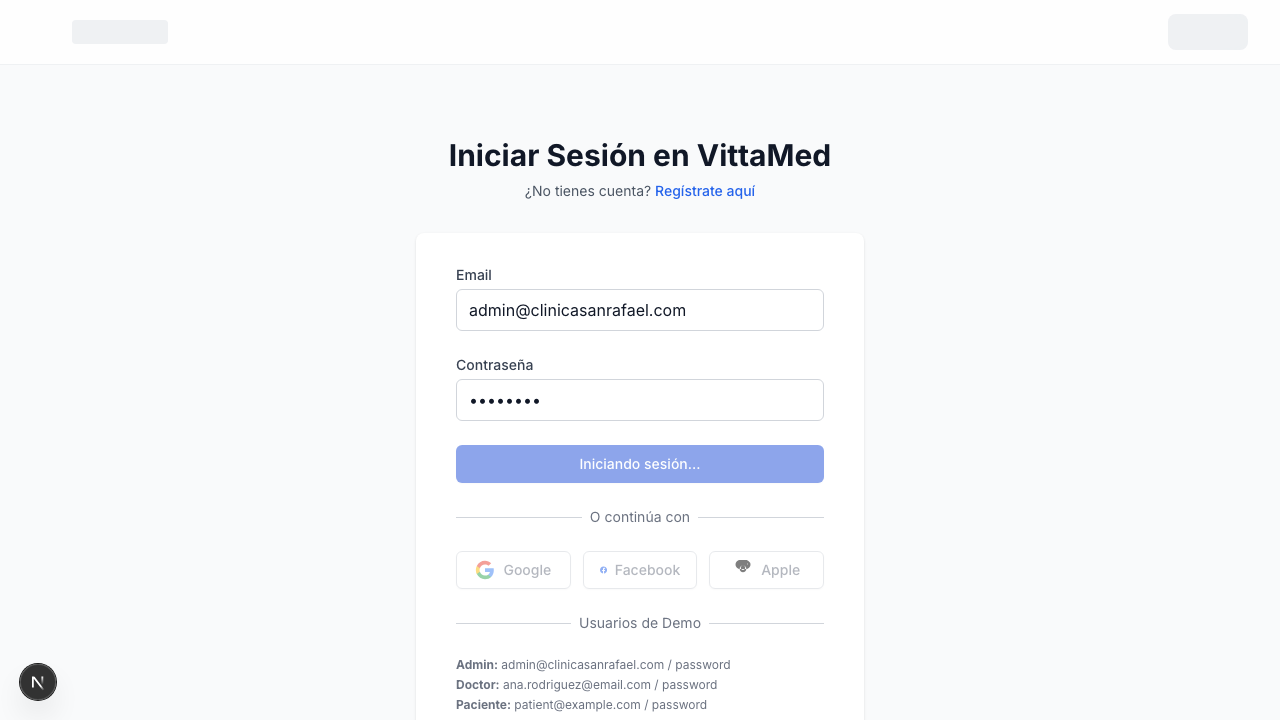 Iniciar Sesión en VittaMed
¿No tienes cuenta? Regístrate aquí
Email
admin@clinicasanrafael.com
Contraseña
••••••••
Iniciando sesión...
O continúa con
Google
Facebook
Apple
Usuarios de Demo
Admin: admin@clinicasanrafael.com / password
Doctor: ana.rodriguez@email.com / password
Paciente: patient@example.com / password
N